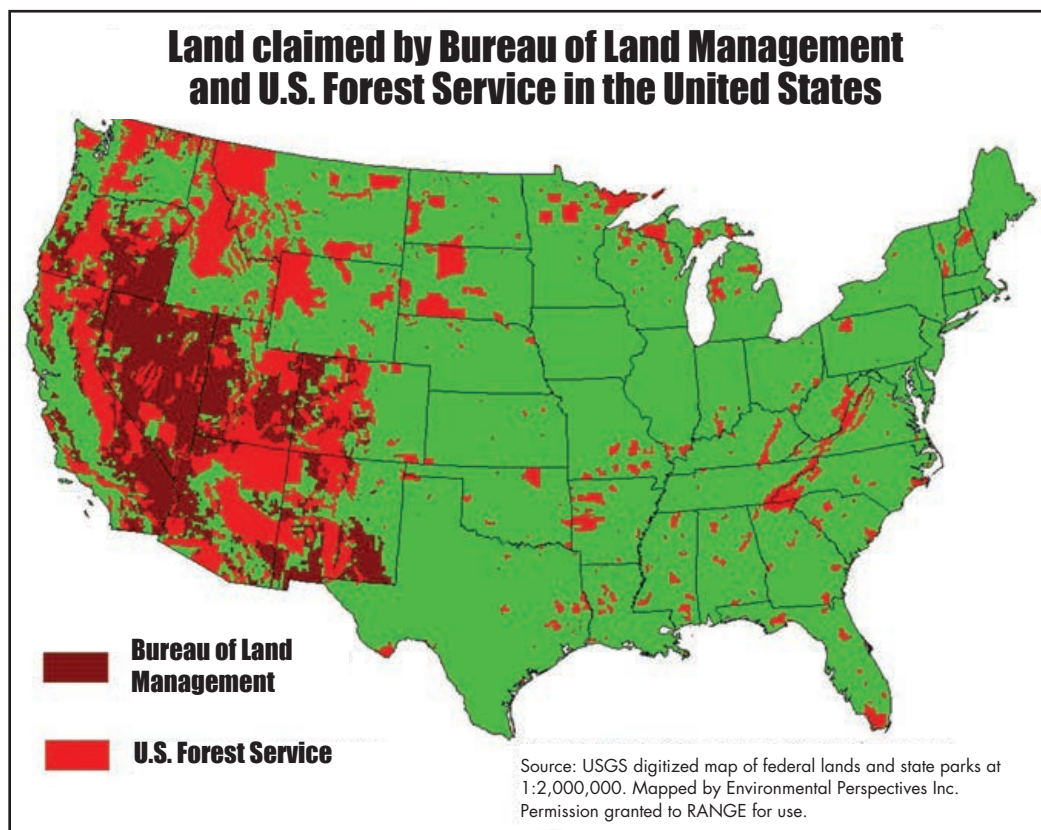 Land claimed by Bureau of Land Management
and U.S. Forest Service in the United States
Bureau of Land
Management
U.S. Forest Service
Source: USGS digitized map of federal lands and state parks at
1:2,000,000. Mapped by Environmental Perspectives Inc.
Permission granted to RANGE for use.